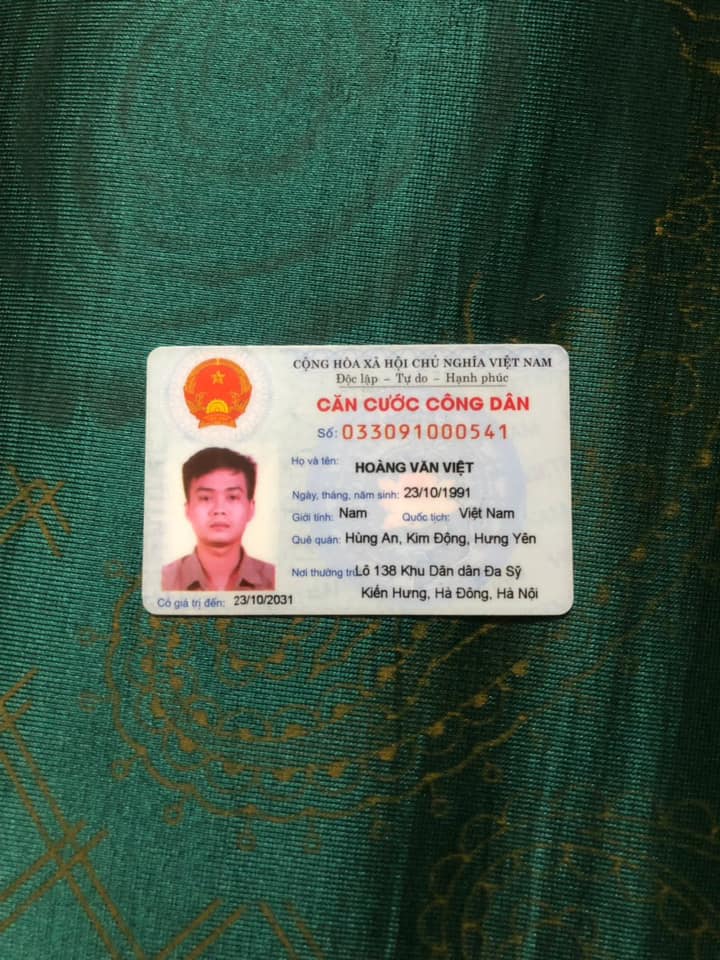 CỘNG HÒA XÃ HỘI CHỦ NGHĨA VIỆT NAM
Độc lập – Tự do – Hạnh phúc
CĂN CƯỚC CÔNG DÂN
Số: 033091000541
Họ và tên: HOÀNG VĂN VIỆT
Ngày, tháng, năm sinh: 23/10/1991
Giới tính: Nam Quốc tịch: Việt Nam
Quê quán: Hùng An, Kim Động, Hưng Yên
Nơi thường trú: Lô 138 Khu Dân dân Đa Sỹ
Kiến Hưng, Hà Đông, Hà Nội
Có giá trị đến: 23/10/2031